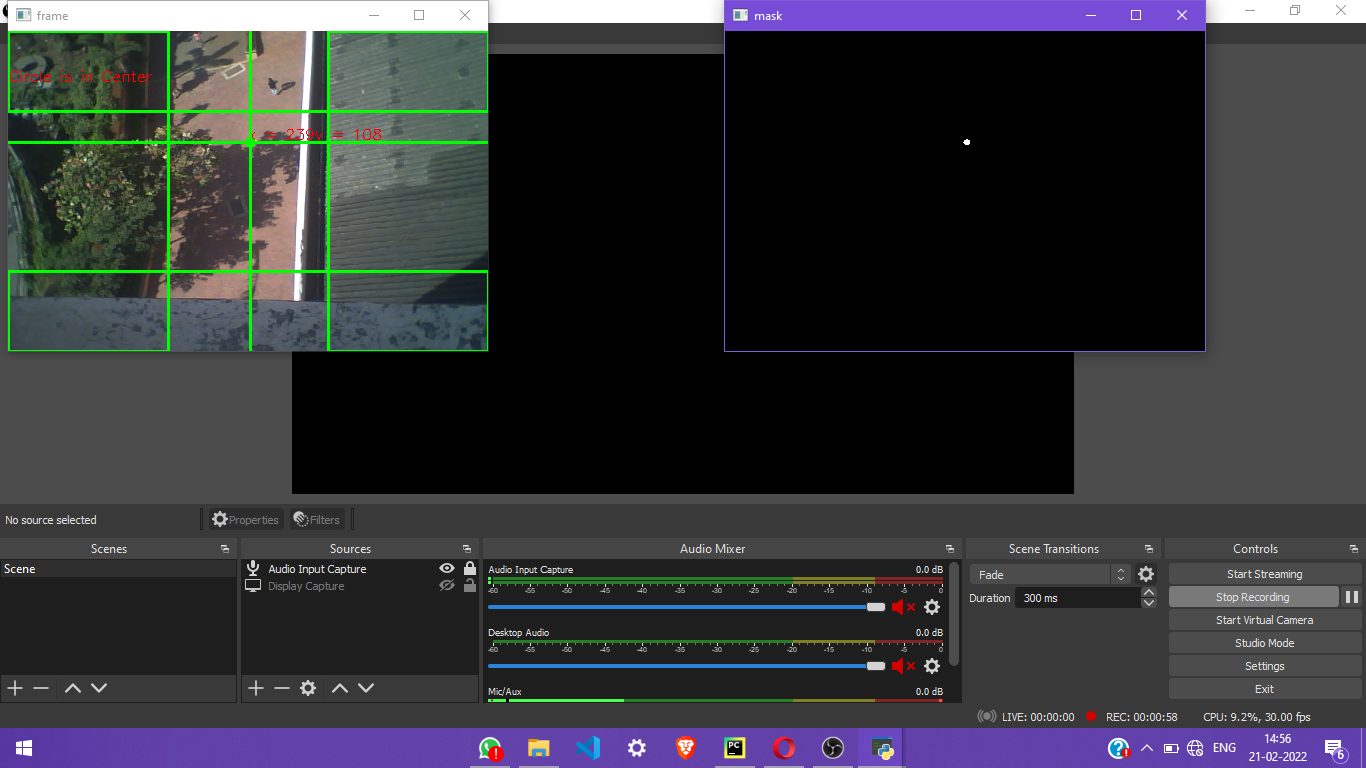 frame
mask
in Center
x = 239y = 108
No source selected
Properties
Filters
Scenes
Sources
Audio Mixer
Scene Transitions
Controls
Scene
Audio Input Capture
Display Capture
Audio Input Capture 0.0 dB
-60 -55 -50 -45 -40 -35 -30 -25 -20 -15 -10 -5 0
Desktop Audio 0.0 dB
-60 -55 -50 -45 -40 -35 -30 -25 -20 -15 -10 -5 0
Mic/Aux 0.0 dB
Fade
Duration 300 ms
Start Streaming
Stop Recording
Start Virtual Camera
Studio Mode
Settings
Exit
LIVE: 00:00:00 REC: 00:00:58 CPU: 9.2%, 30.00 fps
PC
ENG
14:56
21-02-2022
6